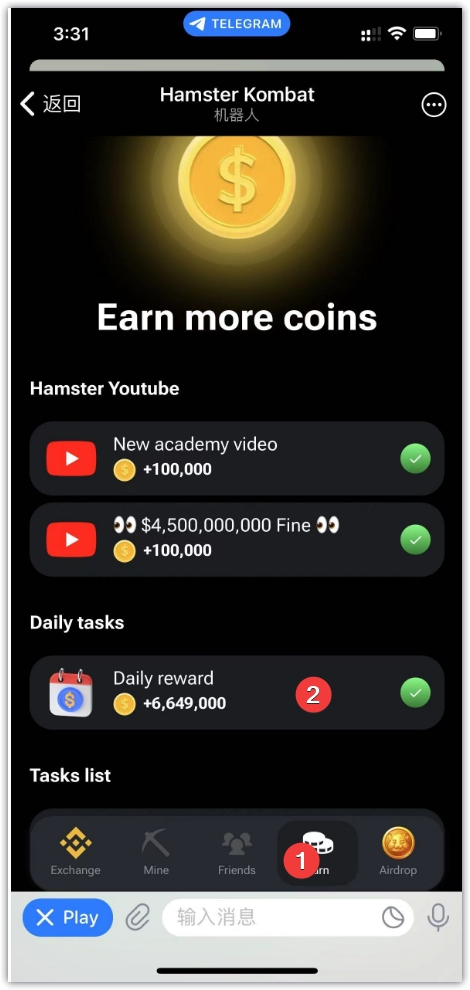 3:31
TELEGRAM
返回
Hamster Kombat
机器人
$
Earn more coins
Hamster Youtube
New academy video
$ +100,000
👀 $4,500,000,000 Fine 👀
$ +100,000
Daily tasks
Daily reward
2
$ +6,649,000
Tasks list
1
Exchange
Mine
Friends
Airdrop
Play
输入消息